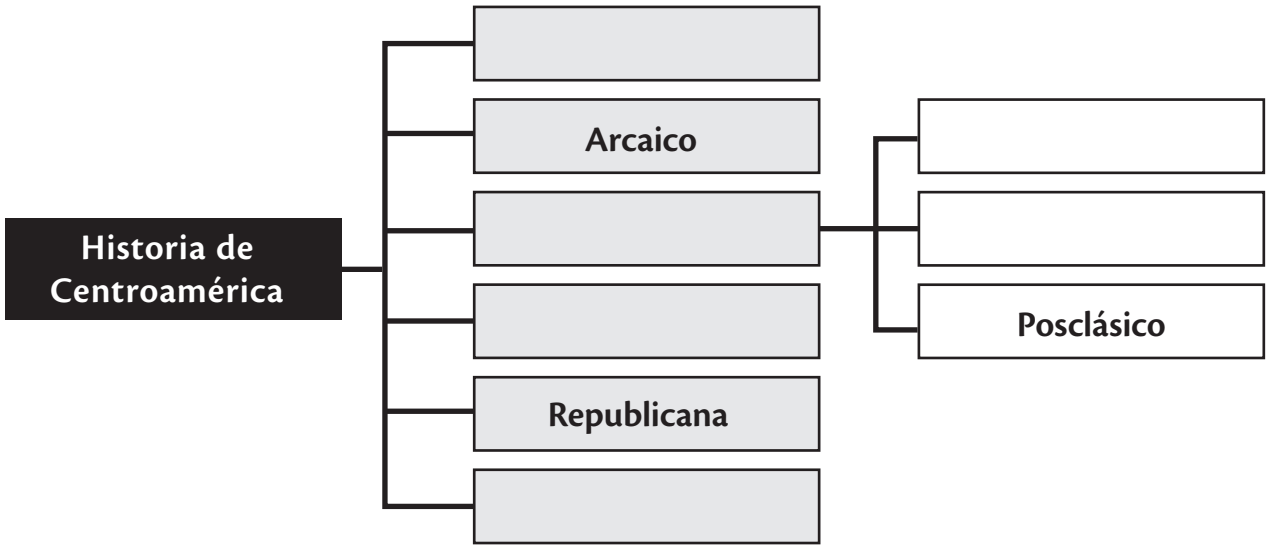 Historia de
Centroamérica
Arcaico
Republicana
Posclásico